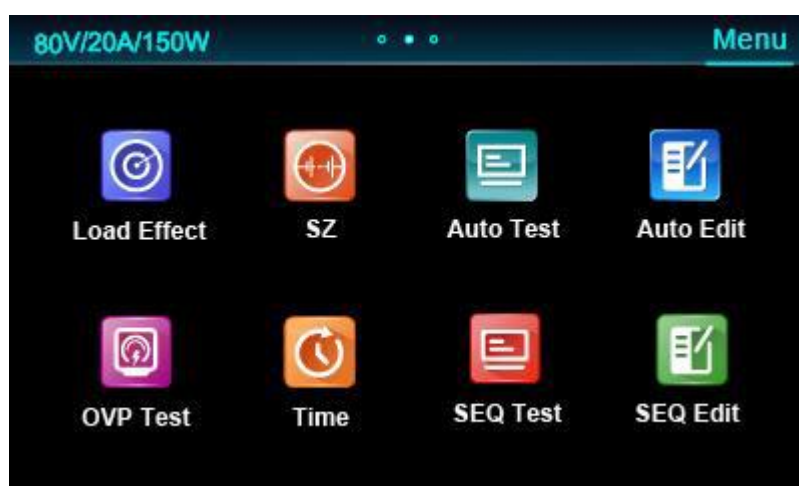 80V/20A/150W Menu
Load Effect SZ Auto Test Auto Edit
OVP Test Time SEQ Test SEQ Edit